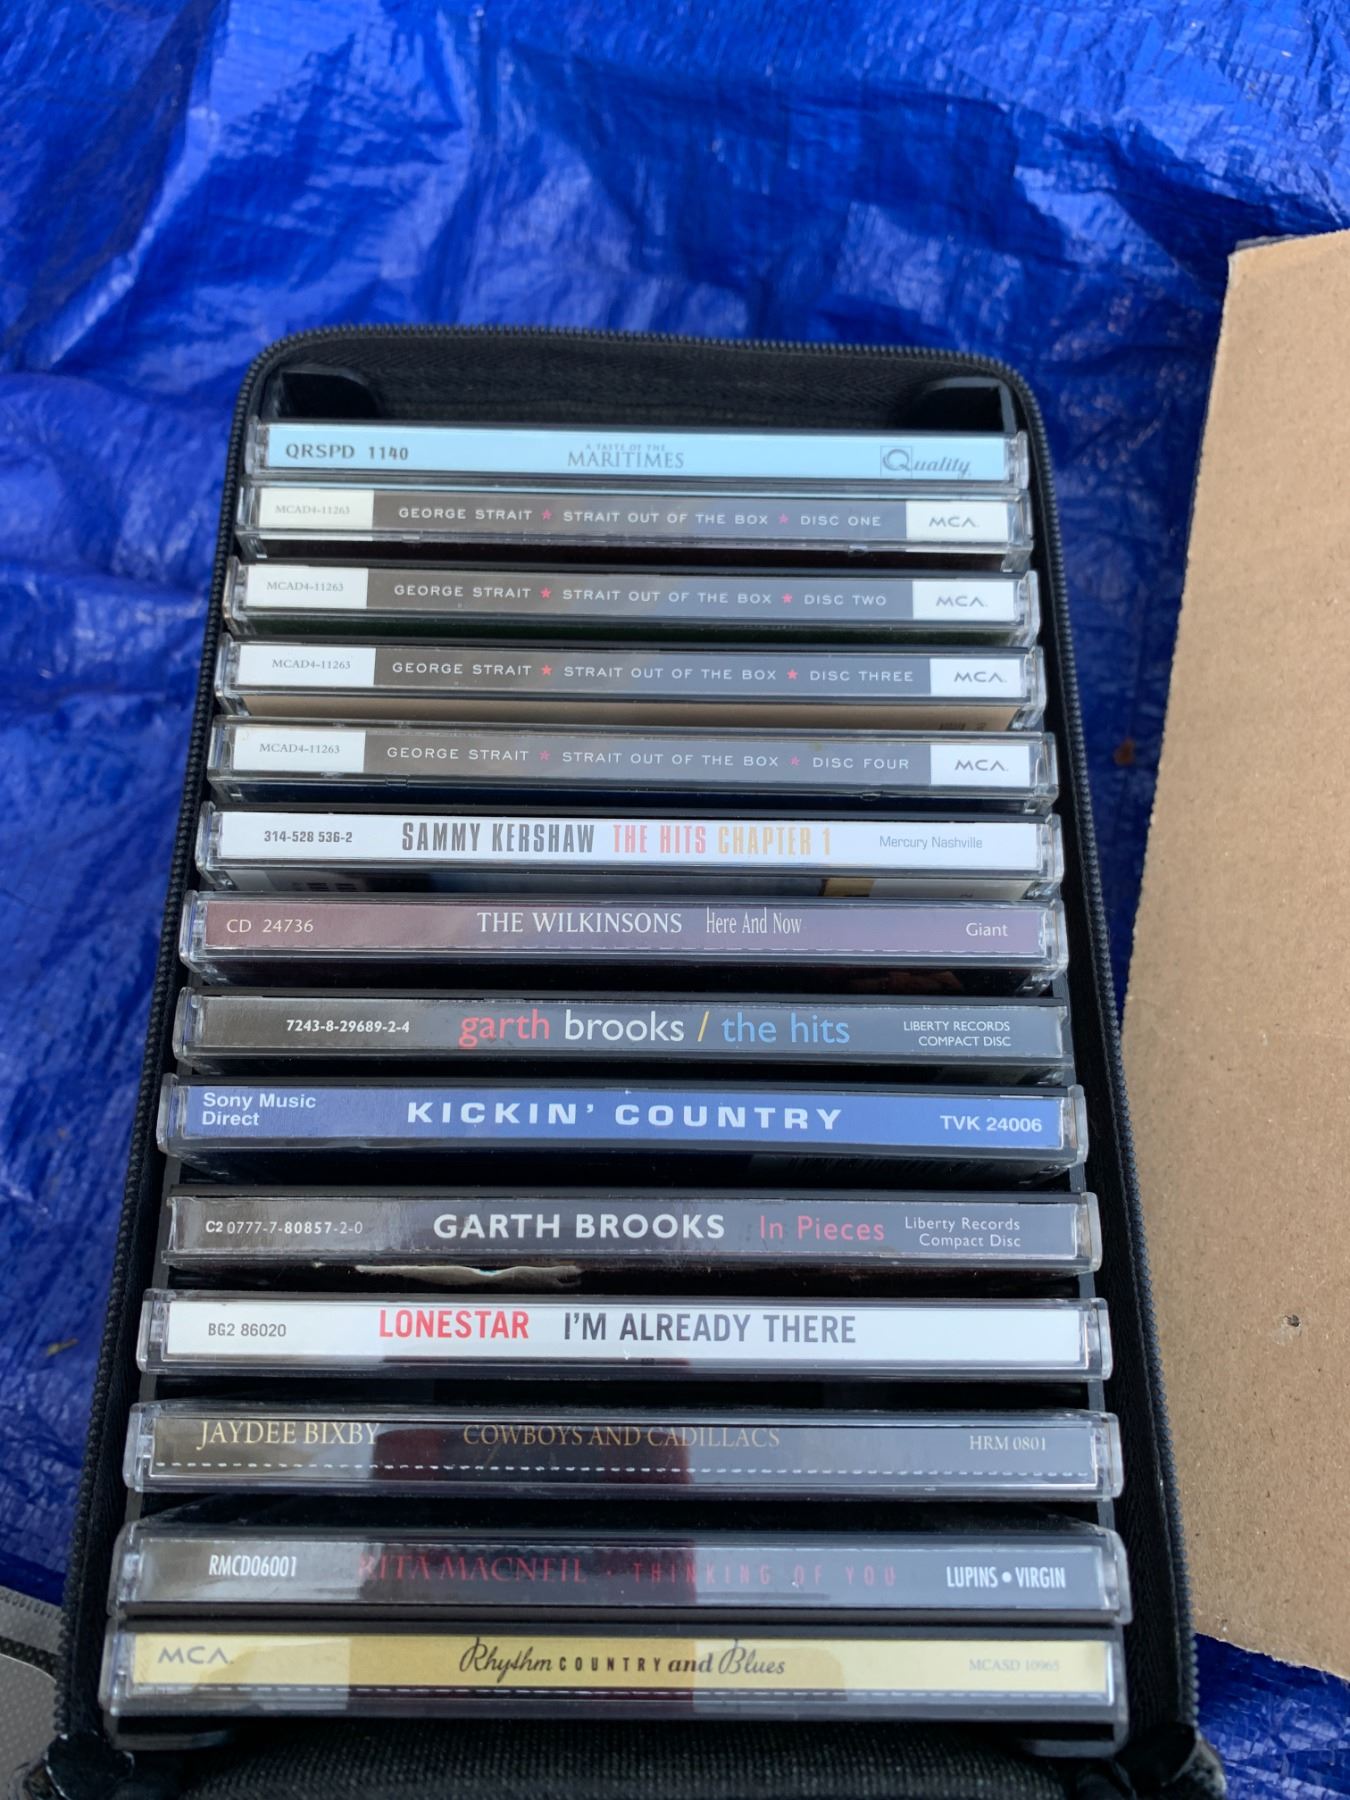 QRSPD 1140 A TASTE OF THE MARITIMES Quality
MCAD4-11263 GEORGE STRAIT ★ STRAIT OUT OF THE BOX ★ DISC ONE MCA
MCAD4-11263 GEORGE STRAIT ★ STRAIT OUT OF THE BOX ★ DISC TWO MCA
MCAD4-11263 GEORGE STRAIT ★ STRAIT OUT OF THE BOX ★ DISC THREE MCA
MCAD4-11263 GEORGE STRAIT ★ STRAIT OUT OF THE BOX ★ DISC FOUR MCA
314-528 536-2 SAMMY KERSHAW THE HITS CHAPTER 1 Mercury Nashville
CD 24736 THE WILKINSONS Here And Now Giant
7243-8-29689-2-4 garth brooks / the hits LIBERTY RECORDS
COMPACT DISC
Sony Music
Direct
KICKIN' COUNTRY TVK 24006
C2 0777-7-80857-2-0 GARTH BROOKS In Pieces Liberty Records
Compact Disc
BG2 86020 LONESTAR I'M ALREADY THERE
JAYDEE BIXBY COWBOYS AND CADILLACS HRM 0801
RMCD06001 RITA MACNEIL · THINKING OF YOU LUPINS • VIRGIN
MCA. Rhythm COUNTRY and Blues MCASD 10965